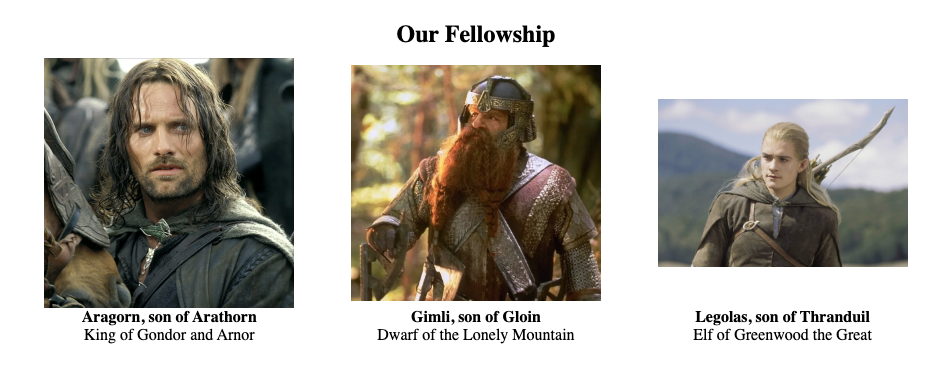 Our Fellowship
Aragorn, son of Arathorn
King of Gondor and Arnor
Gimli, son of Gloin
Dwarf of the Lonely Mountain
Legolas, son of Thranduil
Elf of Greenwood the Great